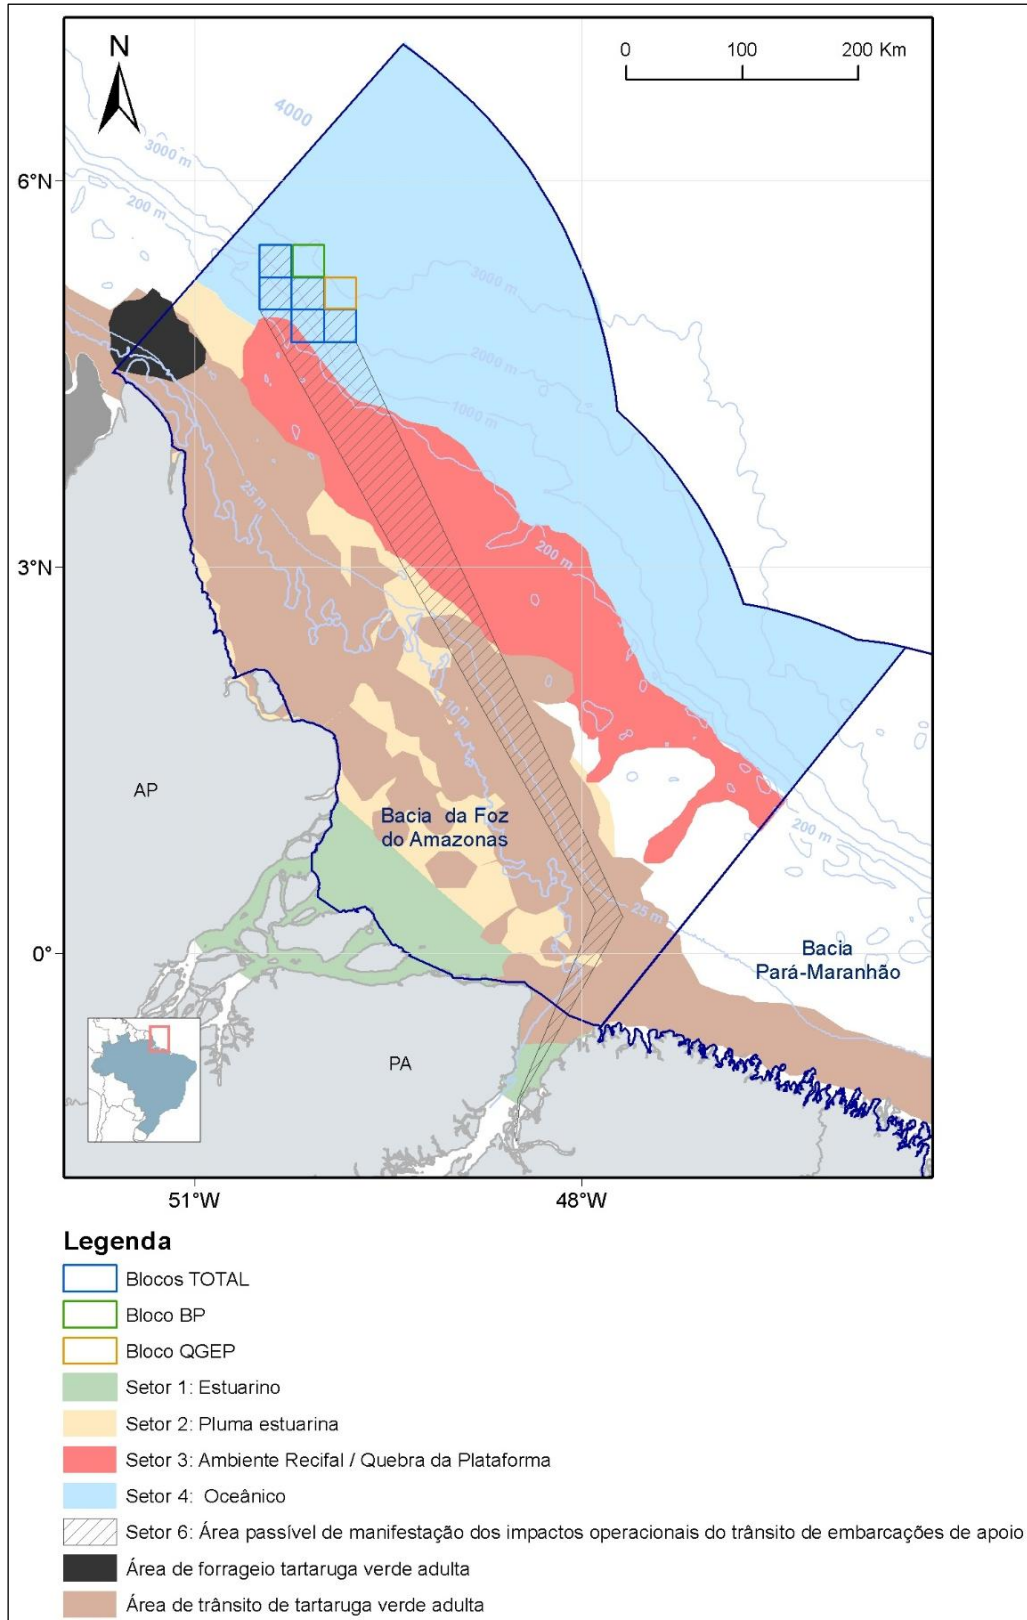 N
0 100 200 Km
4000
3000 m
200 m
6°N
3000 m
2000 m
1000 m
25 m
3°N
200 m
10 m
AP
Bacia da Foz
do Amazonas
200 m
25 m
0°
Bacia
Pará-Maranhão
PA
51°W 48°W
Legenda
Blocos TOTAL
Bloco BP
Bloco QGEP
Setor 1: Estuarino
Setor 2: Pluma estuarina
Setor 3: Ambiente Recifal / Quebra da Plataforma
Setor 4: Oceânico
Setor 6: Área passível de manifestação dos impactos operacionais do trânsito de embarcações de apoio
Área de forrageio tartaruga verde adulta
Área de trânsito de tartaruga verde adulta